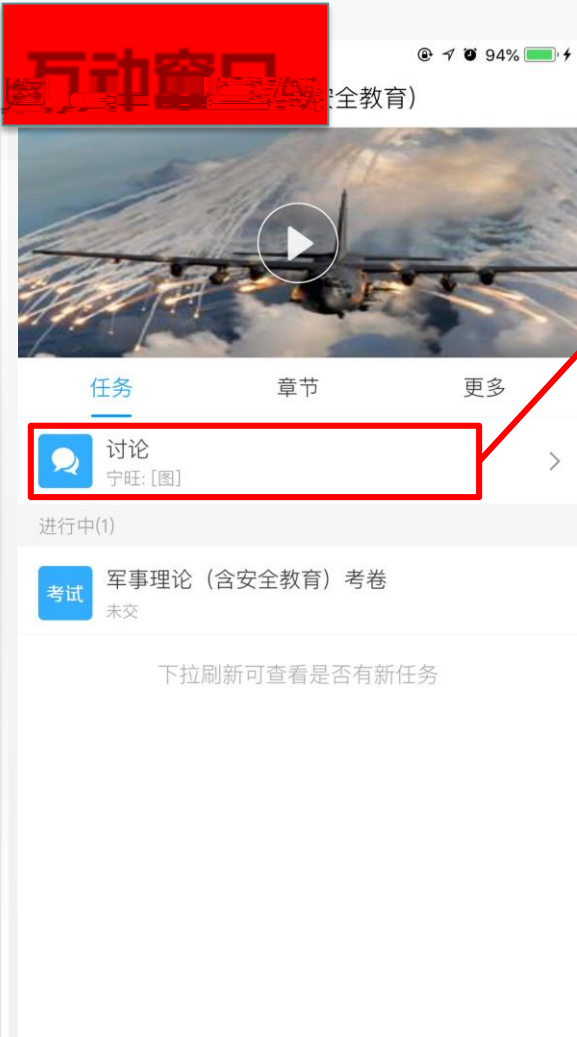 94%
互动窗口
安全教育）
任务 章节 更多
讨论
宁旺: [图]
进行中(1)
考试
军事理论（含安全教育）考卷
未交
下拉刷新可查看是否有新任务